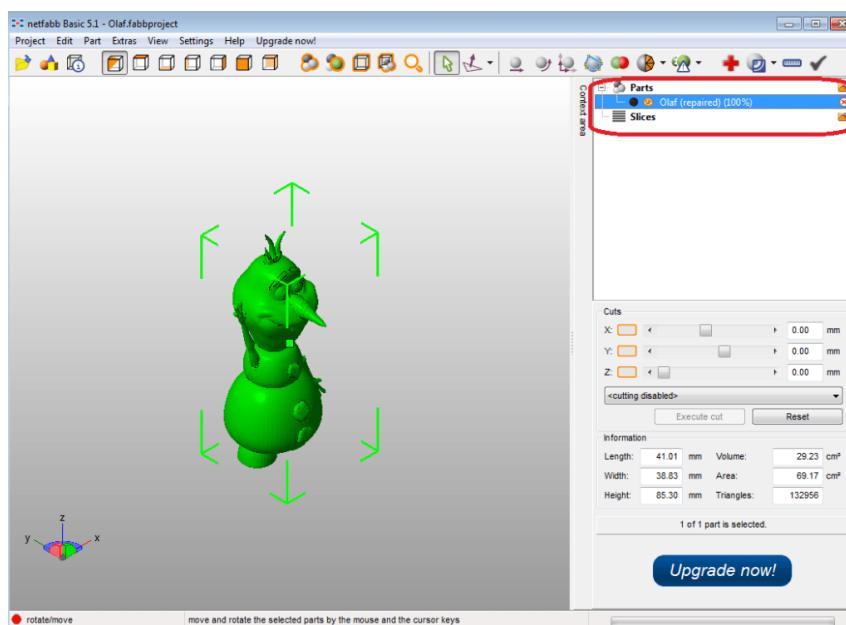 netfabb Basic 5.1 - Olaf.fabbproject
Project Edit Part Extras View Settings Help Upgrade now!
Context area
Parts
Olaf (repaired) (100%)
Slices
Cuts
X: 0.00 mm
Y: 0.00 mm
Z: 0.00 mm
<cutting disabled>
Execute cut Reset
Information
Length: 41.01 mm Volume: 29.23 cm³
Width: 38.83 mm Area: 69.17 cm²
Height: 85.30 mm Triangles: 132956
1 of 1 part is selected.
Upgrade now!
z
y x
rotate/move move and rotate the selected parts by the mouse and the cursor keys